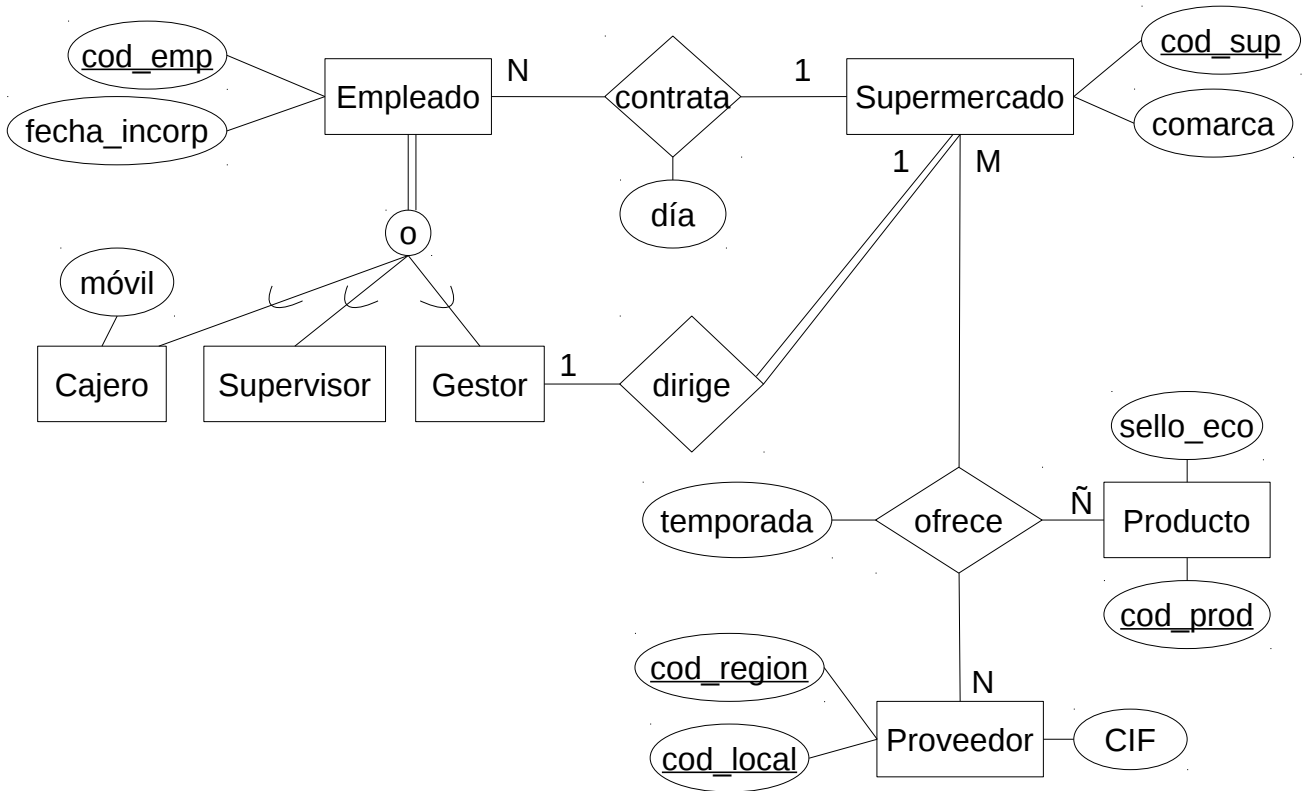 cod_emp
fecha_incorp
Empleado
N
contrata
1
Supermercado
cod_sup
comarca
día
1
M
o
móvil
Cajero
Supervisor
Gestor
1
dirige
sello_eco
temporada
ofrece
Ñ
Producto
cod_prod
cod_region
cod_local
N
Proveedor
CIF